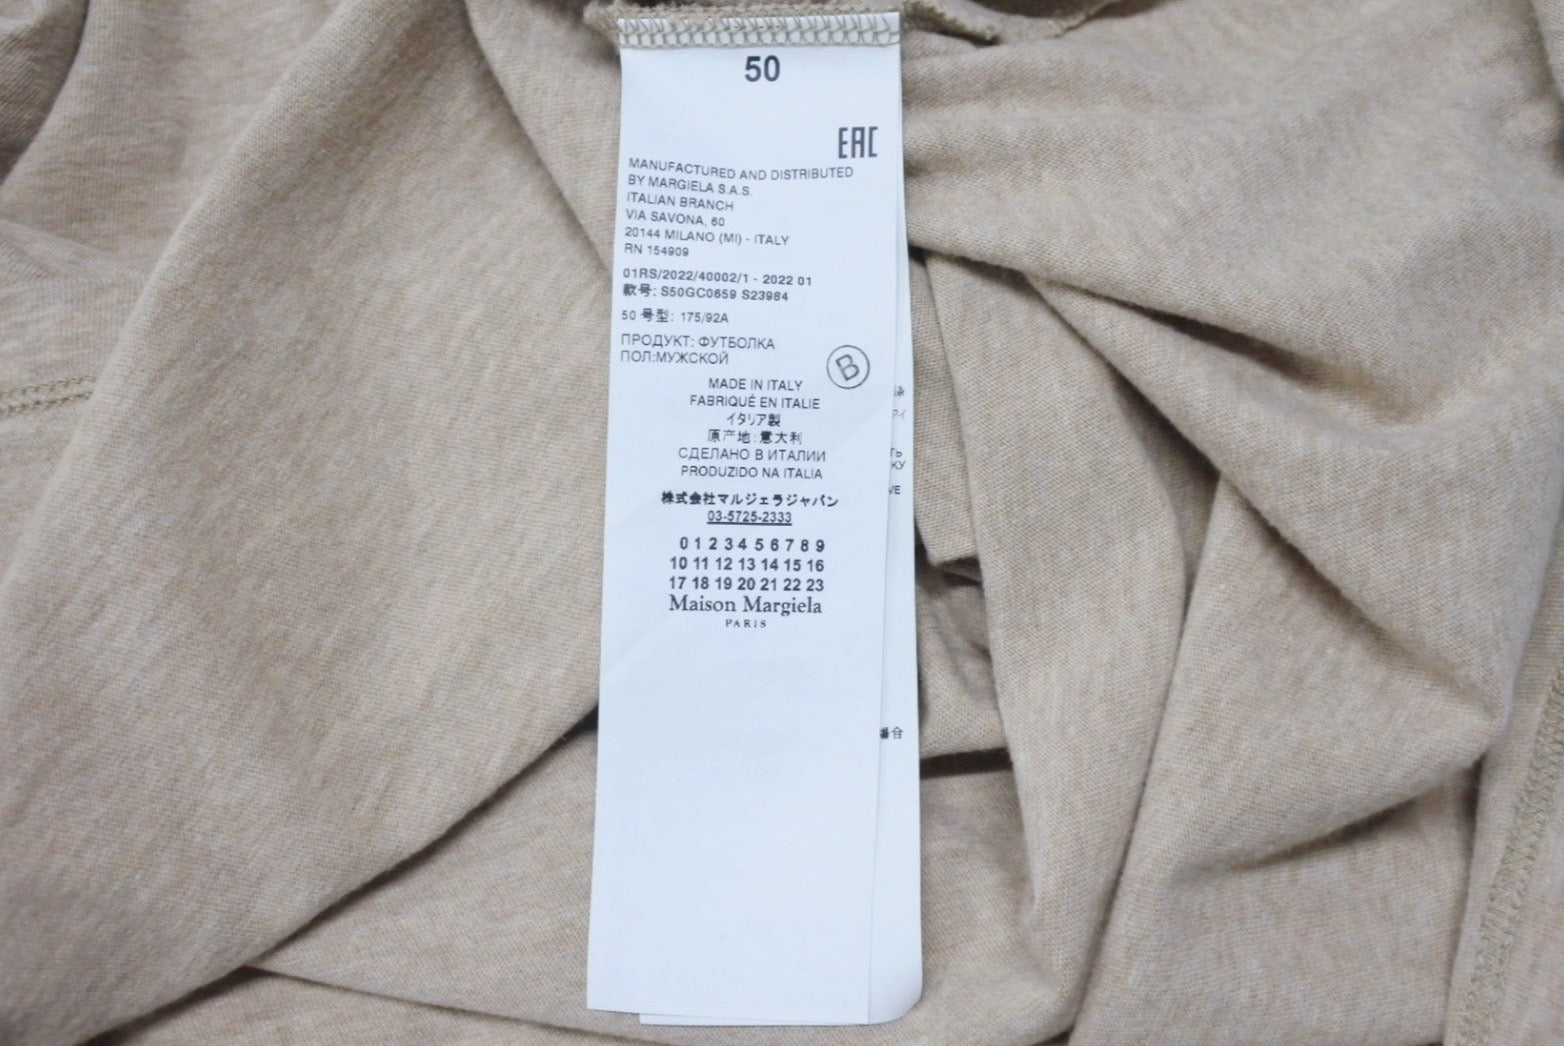 50
EAC
MANUFACTURED AND DISTRIBUTED
BY MARGIELA S.A.S.
ITALIAN BRANCH
VIA SAVONA, 60
20144 MILANO (MI) - ITALY
RN 154909
01RS/2022/40002/1 - 2022 01
款号: S50GC0659 S23984
50 号型: 175/92A
ПРОДУКТ: ФУТБОЛКА
ПОЛ:МУЖСКОЙ
B
MADE IN ITALY
FABRIQUÉ EN ITALIE
イタリア製
原产地:意大利
СДЕЛАНО В ИТАЛИИ
PRODUZIDO NA ITALIA
株式会社マルジェラジャパン
03-5725-2333
0 1 2 3 4 5 6 7 8 9
10 11 12 13 14 15 16
17 18 19 20 21 22 23
Maison Margiela
PARIS